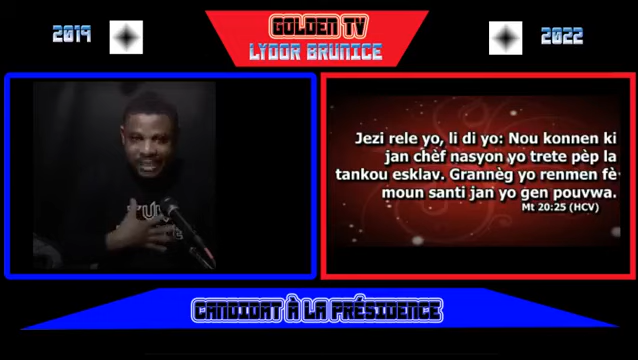 2019
GOLDEN TV
LYDOR BRUNICE
2022
Jezi rele yo, li di yo: Nou konnen ki
jan chèf nasyon yo trete pèp la
tankou esklav. Grannèg yo renmen fè
moun santi jan yo gen pouvwa.
Mt 20:25 (HCV)
CANDIDAT À LA PRÉSIDENCE